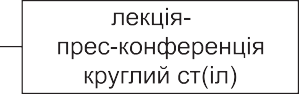 лекція-
прес-конференція
круглий ст(іл)